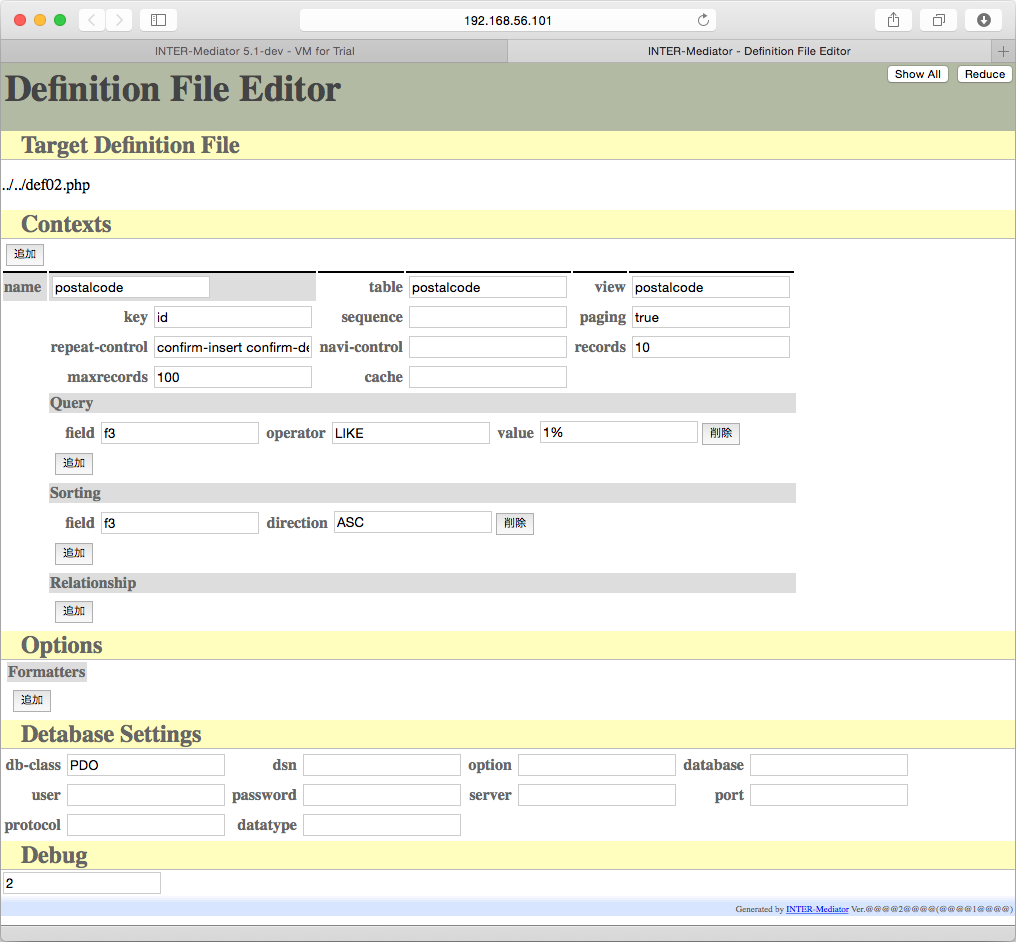 192.168.56.101
INTER-Mediator 5.1-dev - VM for Trial
INTER-Mediator - Definition File Editor
Definition File Editor
Show All
Reduce
Target Definition File
../../def02.php
Contexts
追加
name postalcode table postalcode view postalcode
key id sequence paging true
repeat-control confirm-insert confirm-de navi-control records 10
maxrecords 100 cache
Query
field f3 operator LIKE value 1% 削除
追加
Sorting
field f3 direction ASC 削除
追加
Relationship
追加
Options
Formatters
追加
Detabase Settings
db-class PDO dsn option database
user password server port
protocol datatype
Debug
2
Generated by INTER-Mediator Ver.@@@@2@@@@(@@@@1@@@@)